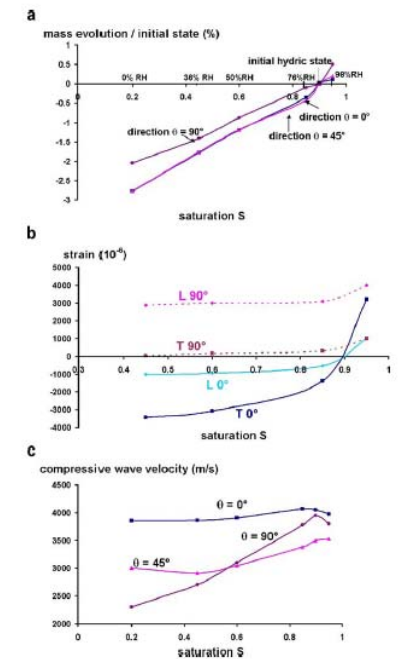 a
mass evolution / initial state (%)
1
0.5
0
-0.5
-1
-1.5
-2
-2.5
-3
0% RH
36% RH
50%RH
76%RH
98%RH
initial hydric state
0.2
0.4
0.6
0.8
1
direction θ = 90°
direction θ = 0°
direction θ = 45°
saturation S
b
strain (10⁻⁶)
5000
4000
3000
2000
1000
0
-1000
-2000
-3000
-4000
L 90°
T 90°
L 0°
T 0°
0.3
0.4
0.5
0.6
0.7
0.8
0.9
1
saturation S
c
compressive wave velocity (m/s)
4500
4000
3500
3000
2500
2000
θ = 0°
θ = 90°
θ = 45°
0
0.2
0.4
0.6
0.8
1
saturation S